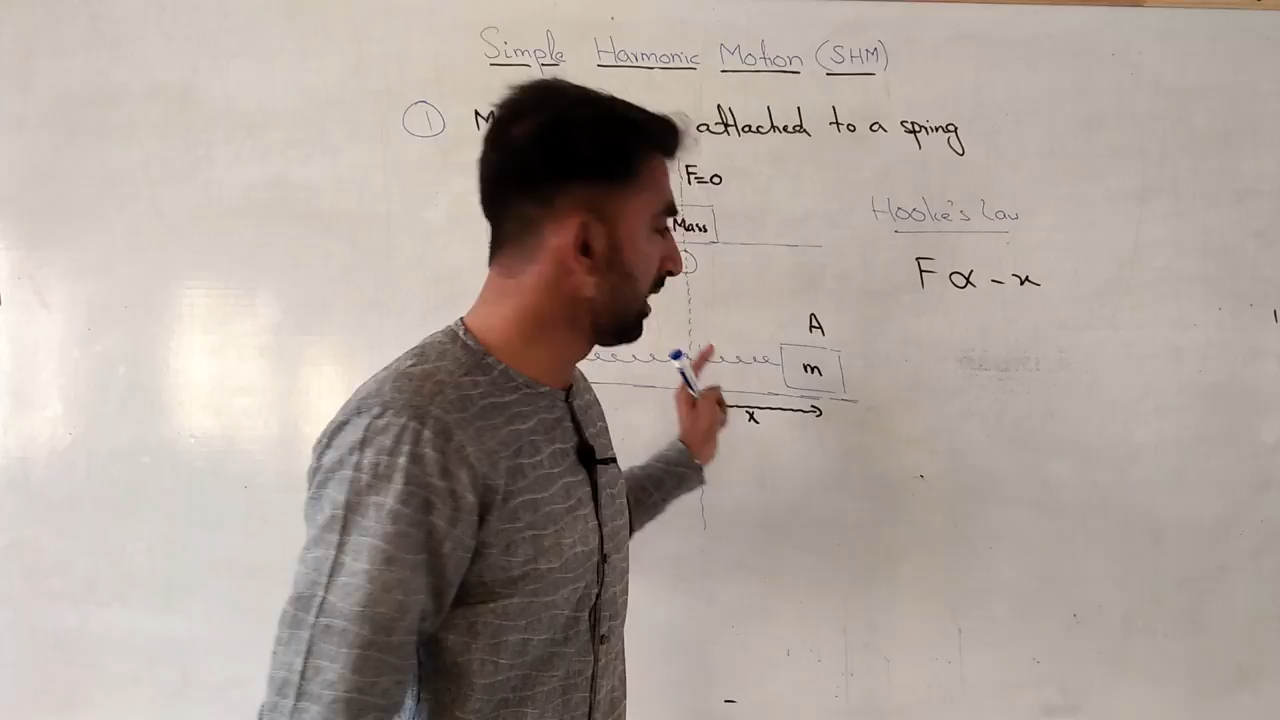 Simple Harmonic Motion (SHM)
① M attached to a spring
F=0
Mass
Hooke's Law
F ∝ -x
A
m
x